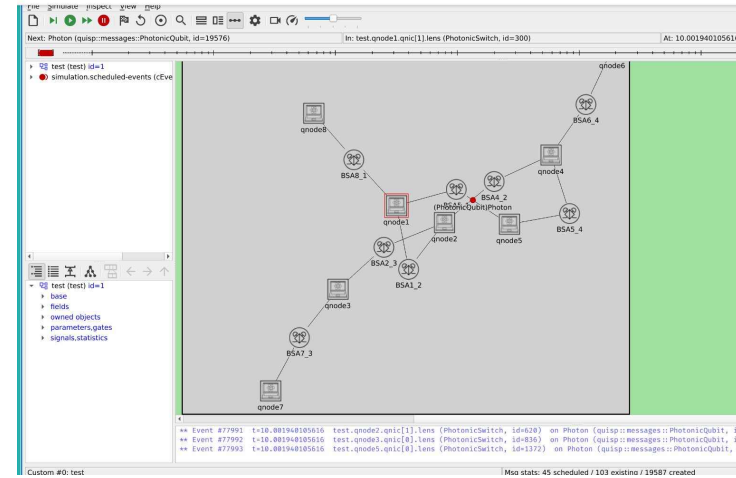 File Simulate Inspect View Help
Next: Photon (quisp::messages::PhotonicQubit, id=19576)
In: test.qnode1.qnic[1].lens (PhotonicSwitch, id=300)
At: 10.001940105616
test (test) id=1
simulation.scheduled-events (cEve
qnode6
BSA6_4
qnode8
BSA8_1
qnode4
BSA4_2
(PhotonicQubit)Photon
qnode1
BSA5_4
qnode2
qnode5
BSA2_3
BSA1_2
test (test) id=1
base
fields
owned objects
parameters,gates
signals,statistics
qnode3
BSA7_3
qnode7
** Event #77991 t=10.001940105616 test.qnode2.qnic[1].lens (PhotonicSwitch, id=620) on Photon (quisp::messages::PhotonicQubit, i
** Event #77992 t=10.001940105616 test.qnode3.qnic[0].lens (PhotonicSwitch, id=836) on Photon (quisp::messages::PhotonicQubit, i
** Event #77993 t=10.001940105616 test.qnode5.qnic[0].lens (PhotonicSwitch, id=1372) on Photon (quisp::messages::PhotonicQubit,
Custom #0: test
Msg stats: 45 scheduled / 103 existing / 19587 created